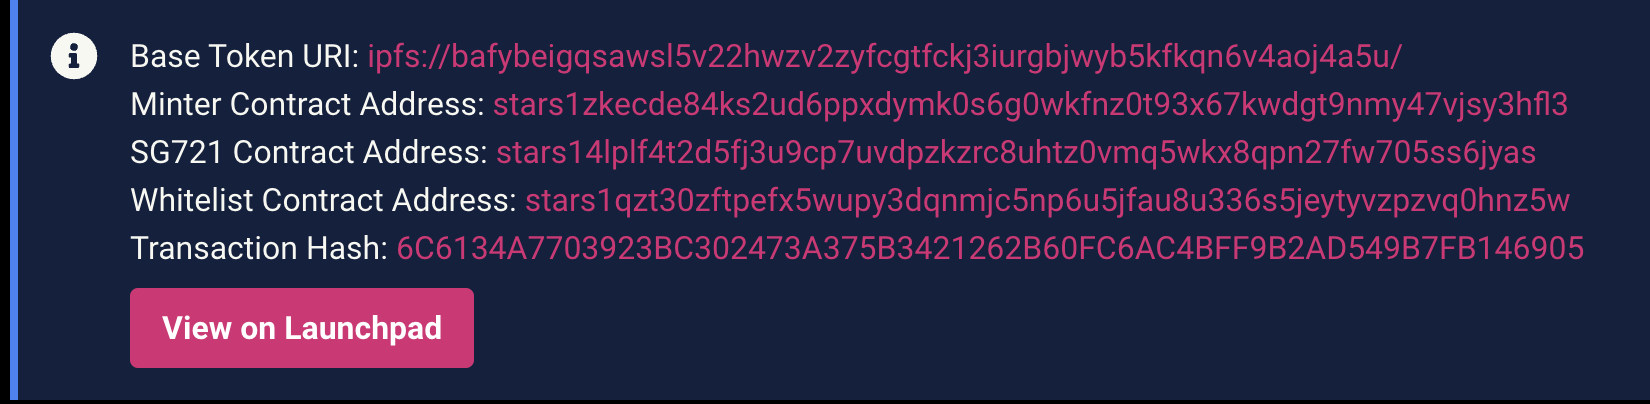 Base Token URI: ipfs://bafybeigqsawsl5v22hwzv2zyfcgtfckj3iurgbjwyb5kfkqn6v4aoj4a5u/
Minter Contract Address: stars1zkecde84ks2ud6ppxdymk0s6g0wkfnz0t93x67kwdgt9nmy47vjsy3hfl3
SG721 Contract Address: stars14lplf4t2d5fj3u9cp7uvdpzkzrc8uhtz0vmq5wkx8qpn27fw705ss6jyas
Whitelist Contract Address: stars1qzt30zftpefx5wupy3dqnmjc5np6u5jfau8u336s5jeytyvzpzvq0hnz5w
Transaction Hash: 6C6134A7703923BC302473A375B3421262B60FC6AC4BFF9B2AD549B7FB146905
View on Launchpad